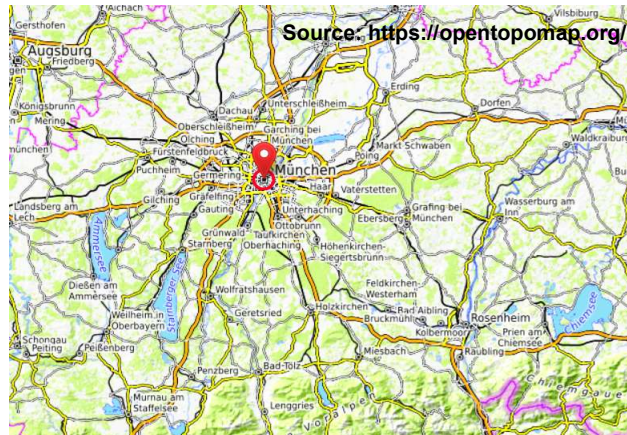 Aichach
Gersthofen
Vilsbiburg
Source: https://opentopomap.org/
Augsburg
Friedberg
Erding
Königsbrunn
Mering
Dachau
Unterschleißheim
Dorfen
Oberschleißheim
Garching bei
München
Olching
Fürstenfeldbruck
Markt Schwaben
Waldkraiburg
Poing
Puchheim
München
Germering
Haar
Vaterstetten
Gilching
Gräfelfing
Gauting
Landsberg am
Lech
Unterhaching
Ottobrunn
Ebersberg
Grafing bei
München
Wasserburg am
Inn
Ammersee
Starnberg
Grünwald
Taufkirchen
Oberhaching
Höhenkirchen-
Siegertsbrunn
Starnberger See
Dießen am
Ammersee
Wolfratshausen
Feldkirchen-
Westerham
Weilheim in
Oberbayern
Geretsried
Holzkirchen
Bad Aibling
Bruckmühl
Rosenheim
Chiemsee
Kolbermoor
Prien am
Chiemsee
Schongau
Peiting
Peißenberg
Miesbach
Raubling
Penzberg
Bad-Tölz
Chiemgaue
Murnau am
Staffelsee
Lenggries
Voralpen